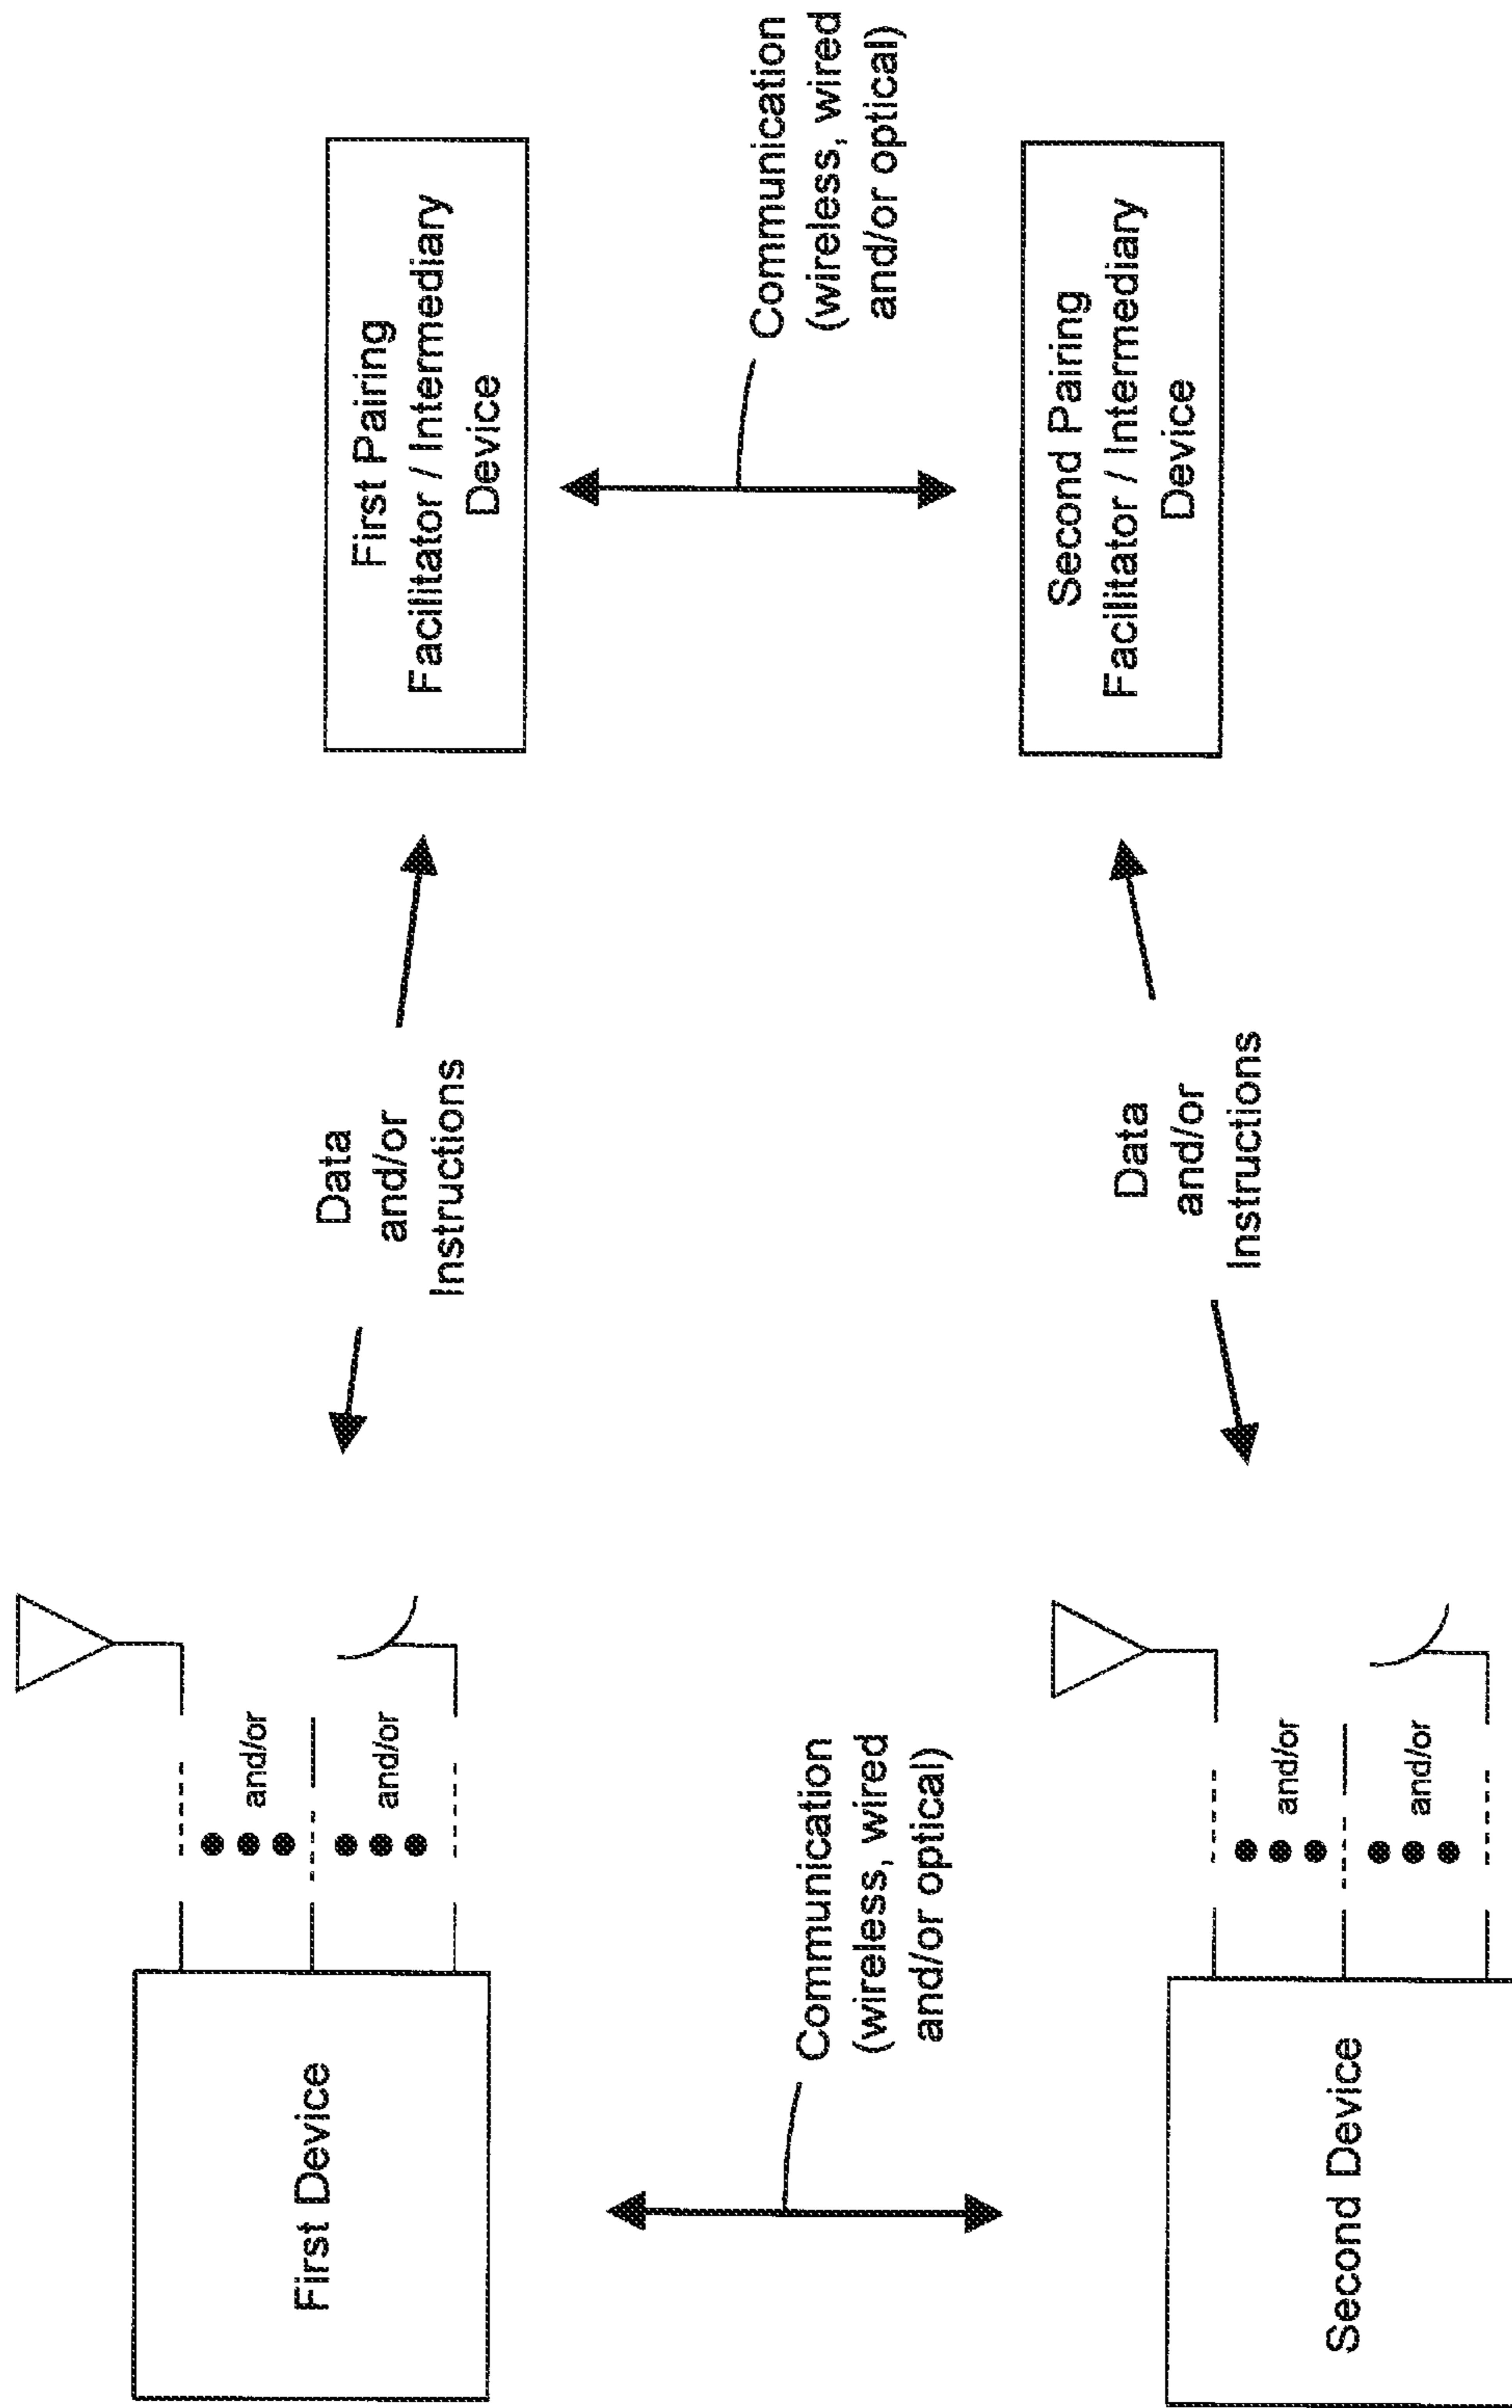 First Device
and/or
and/or
Data
and/or
Instructions
First Pairing
Facilitator / Intermediary
Device
Communication
(wireless, wired
and/or optical)
Communication
(wireless, wired
and/or optical)
Second Device
and/or
and/or
Data
and/or
Instructions
Second Pairing
Facilitator / Intermediary
Device